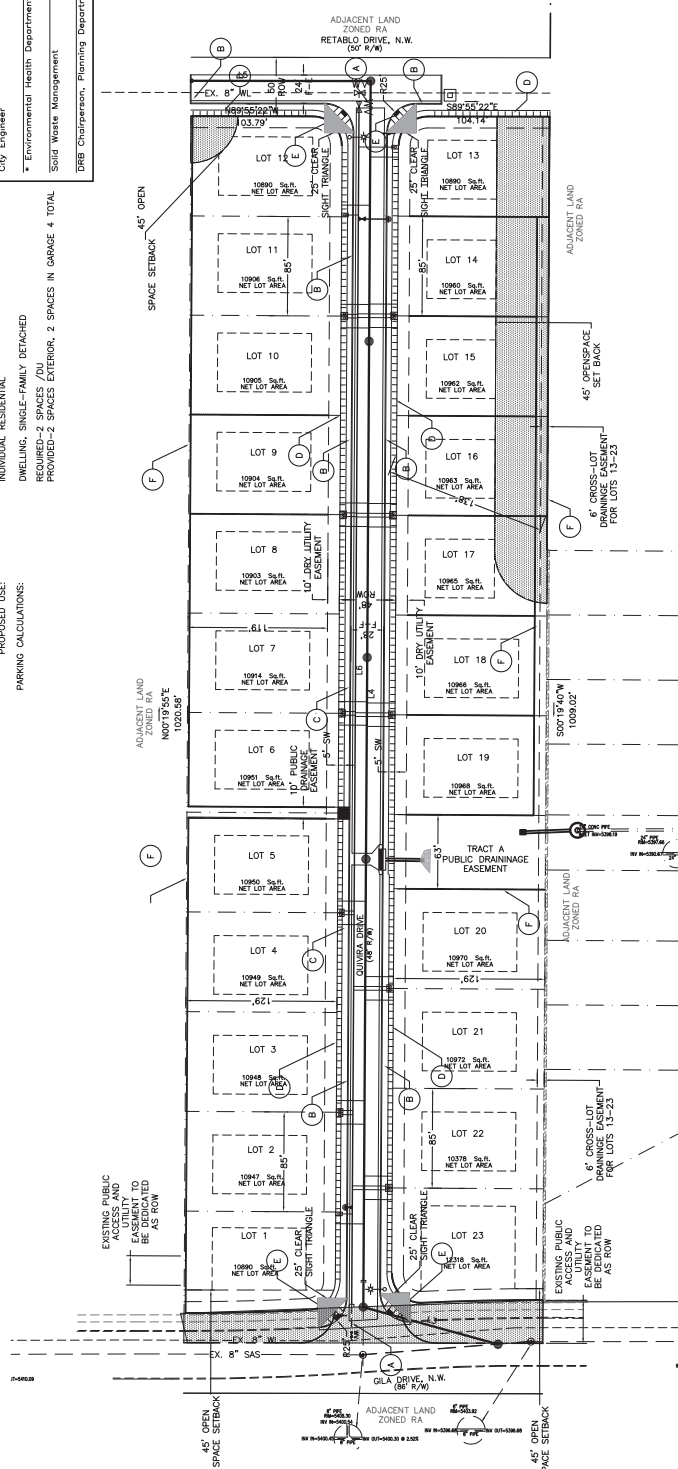 City Engineer
* Environmental Health Department
Solid Waste Management
DRB Chairperson, Planning Departm
PROPOSED USE:
INDIVIDUAL RESIDENTIAL
DWELLING, SINGLE-FAMILY DETACHED
PARKING CALCULATIONS:
REQUIRED-2 SPACES /DU
PROVIDED-2 SPACES EXTERIOR, 2 SPACES IN GARAGE 4 TOTAL
ADJACENT LAND
ZONED RA
RETABLO DRIVE, N.W.
(50' R/W)
B
A
B
D
EX. 8" WL
50
ROW
24'
F-F
R25
N89°55'22"W
103.79'
S89°55'22"E
104.14'
E
E
45' OPEN
SPACE SETBACK
25' CLEAR
SIGHT TRIANGLE
25' CLEAR
SIGHT TRIANGLE
LOT 12
10890 Sq.ft.
NET LOT AREA
LOT 13
10890 Sq.ft.
NET LOT AREA
ADJACENT LAND
ZONED RA
LOT 11
10906 Sq.ft.
NET LOT AREA
85'
B
85'
LOT 14
10960 Sq.ft.
NET LOT AREA
LOT 10
10905 Sq.ft.
NET LOT AREA
LOT 15
10962 Sq.ft.
NET LOT AREA
45' OPENSPACE
SET BACK
F
LOT 9
10904 Sq.ft.
NET LOT AREA
D
B
D
B
LOT 16
10963 Sq.ft.
NET LOT AREA
138'
6' CROSS-LOT
DRAININGE EASEMENT
FOR LOTS 13-23
F
LOT 8
10903 Sq.ft.
NET LOT AREA
10' DRY UTILITY
EASEMENT
LOT 17
10965 Sq.ft.
NET LOT AREA
48'
ROW
28'
F-F
119'
LOT 7
10914 Sq.ft.
NET LOT AREA
L6
L4
C
10' DRY UTILITY
EASEMENT
LOT 18
10966 Sq.ft.
NET LOT AREA
F
ADJACENT LAND
ZONED RA
N00°19'55"E
1020.58'
S00°19'40"W
1009.02'
LOT 6
10951 Sq.ft.
NET LOT AREA
10' PUBLIC
DRAINAGE
EASEMENT
5' SW
5' SW
LOT 19
10968 Sq.ft.
NET LOT AREA
F
LOT 5
10950 Sq.ft.
NET LOT AREA
63'
TRACT A
PUBLIC DRAININAGE
EASEMENT
ADJACENT LAND
ZONED RA
F
LOT 4
10949 Sq.ft.
NET LOT AREA
C
QUIVIRA DRIVE
(48' R/W)
LOT 20
10970 Sq.ft.
NET LOT AREA
129'
129'
LOT 3
10948 Sq.ft.
NET LOT AREA
D
B
B
D
LOT 21
10972 Sq.ft.
NET LOT AREA
LOT 2
10947 Sq.ft.
NET LOT AREA
85'
85'
LOT 22
10378 Sq.ft.
NET LOT AREA
6' CROSS-LOT
DRAININGE EASEMENT
FOR LOTS 13-23
EXISTING PUBLIC
ACCESS AND
UTILITY
EASEMENT TO
BE DEDICATED
AS ROW
LOT 1
10890 Sq.ft.
NET LOT AREA
E
25' CLEAR
SIGHT TRIANGLE
25' CLEAR
SIGHT TRIANGLE
E
LOT 23
12318 Sq.ft.
NET LOT AREA
EXISTING PUBLIC
ACCESS AND
UTILITY
EASEMENT TO
BE DEDICATED
AS ROW
EX. 8" WL
EX. 8" SAS
R25
A
GILA DRIVE, N.W.
(86' R/W)
45' OPEN
SPACE SETBACK
ADJACENT LAND
ZONED RA
45' OPEN
PACE SETBACK